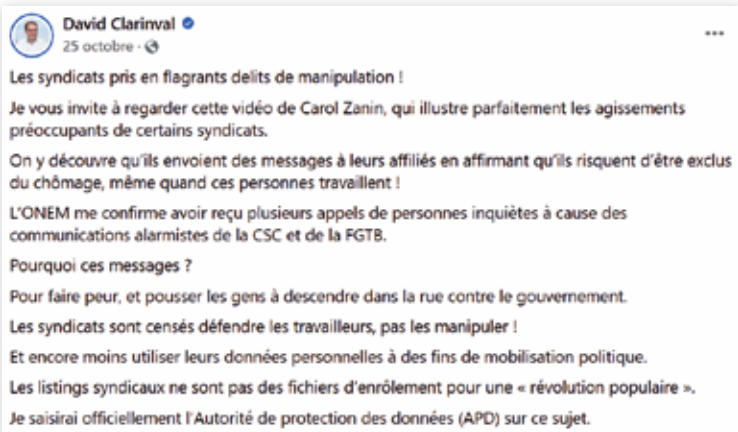 David Clarinval
25 octobre ·
Les syndicats pris en flagrants delits de manipulation !
Je vous invite à regarder cette vidéo de Carol Zanin, qui illustre parfaitement les agissements
préoccupants de certains syndicats.
On y découvre qu'ils envoient des messages à leurs affiliés en affirmant qu'ils risquent d'être exclus
du chômage, même quand ces personnes travaillent !
L'ONEM me confirme avoir reçu plusieurs appels de personnes inquiètes à cause des
communications alarmistes de la CSC et de la FGTB.
Pourquoi ces messages ?
Pour faire peur, et pousser les gens à descendre dans la rue contre le gouvernement.
Les syndicats sont censés défendre les travailleurs, pas les manipuler !
Et encore moins utiliser leurs données personnelles à des fins de mobilisation politique.
Les listings syndicaux ne sont pas des fichiers d'enrôlement pour une « révolution populaire ».
Je saisirai officiellement l'Autorité de protection des données (APD) sur ce sujet.